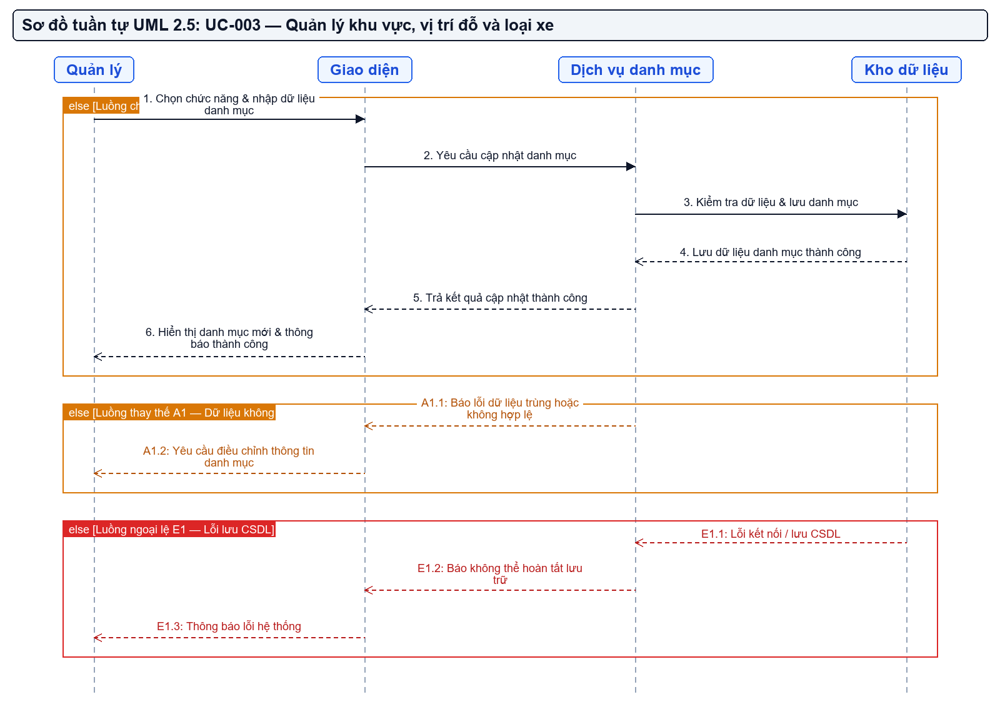 Sơ đồ tuần tự UML 2.5: UC-003 — Quản lý khu vực, vị trí đỗ và loại xe
Quản lý
Giao diện
Dịch vụ danh mục
Kho dữ liệu
else [Luồng ch
1. Chọn chức năng & nhập dữ liệu
danh mục
2. Yêu cầu cập nhật danh mục
3. Kiểm tra dữ liệu & lưu danh mục
4. Lưu dữ liệu danh mục thành công
5. Trả kết quả cập nhật thành công
6. Hiển thị danh mục mới & thông
báo thành công
else [Luồng thay thế A1 — Dữ liệu không
A1.1: Báo lỗi dữ liệu trùng hoặc
không hợp lệ
A1.2: Yêu cầu điều chỉnh thông tin
danh mục
else [Luồng ngoại lệ E1 — Lỗi lưu CSDL]
E1.1: Lỗi kết nối / lưu CSDL
E1.2: Báo không thể hoàn tất lưu
trữ
E1.3: Thông báo lỗi hệ thống